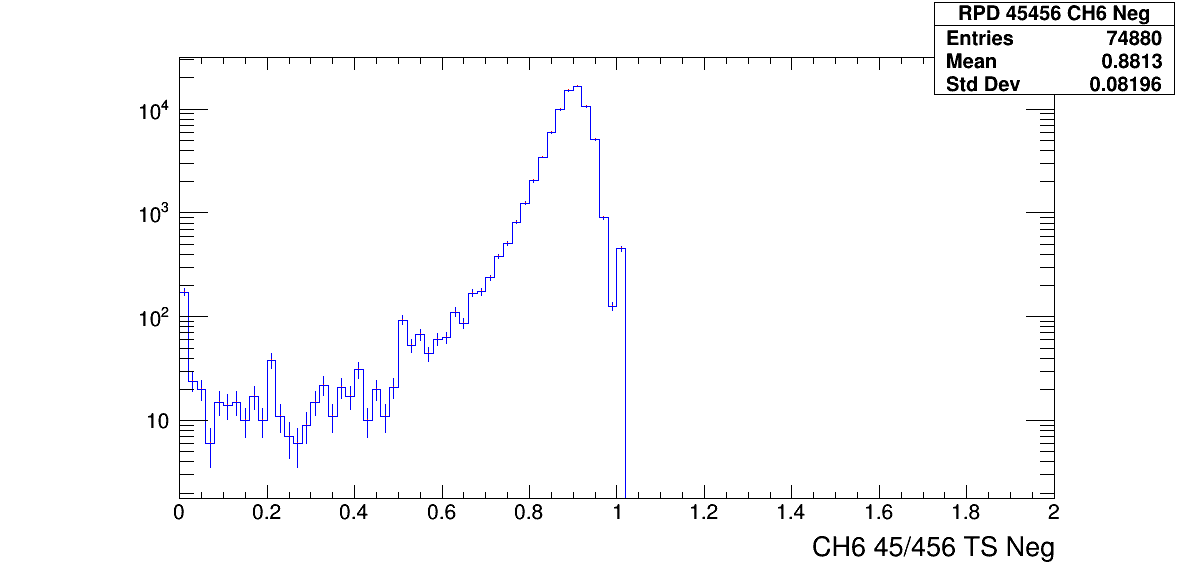 RPD 45456 CH6 Neg
Entries 74880
Mean 0.8813
Std Dev 0.08196
10^4
10^3
10^2
10
0 0.2 0.4 0.6 0.8 1 1.2 1.4 1.6 1.8 2
CH6 45/456 TS Neg